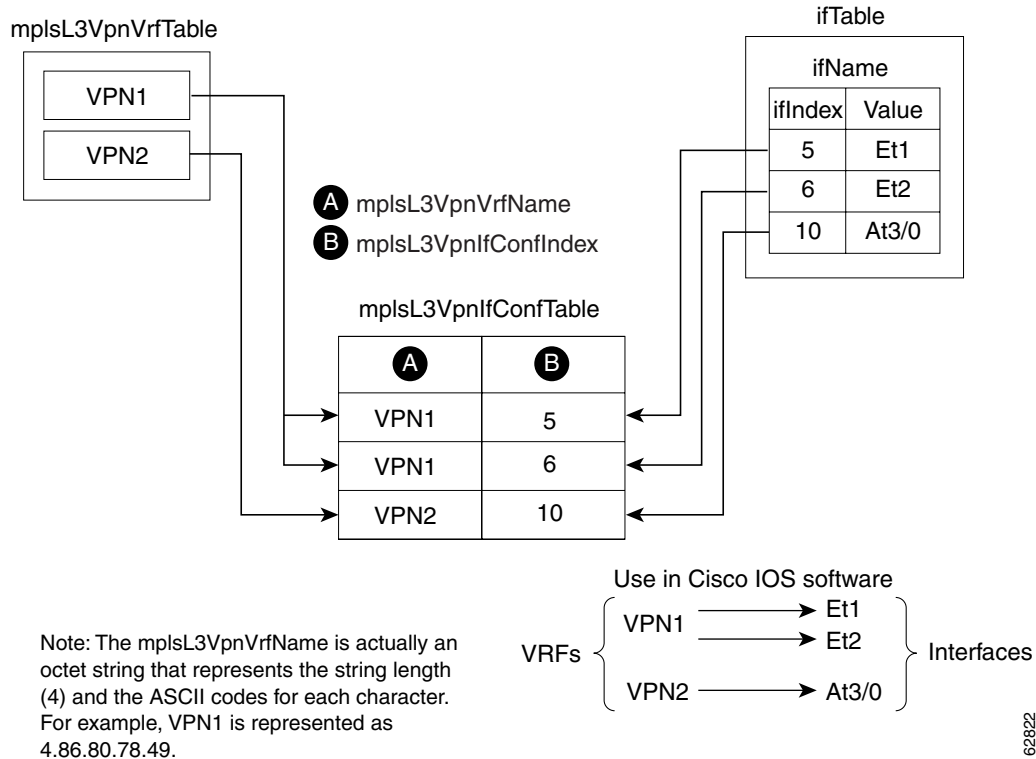 mplsL3VpnVrfTable
VPN1
VPN2
ifTable
ifName
ifIndex Value
5 Et1
6 Et2
10 At3/0
A mplsL3VpnVrfName
B mplsL3VpnIfConfIndex
mplsL3VpnIfConfTable
A B
VPN1 5
VPN1 6
VPN2 10
Use in Cisco IOS software
VRFs
VPN1
Et1
Et2
VPN2
At3/0
Interfaces
Note: The mplsL3VpnVrfName is actually an
octet string that represents the string length
(4) and the ASCII codes for each character.
For example, VPN1 is represented as
4.86.80.78.49.
62822